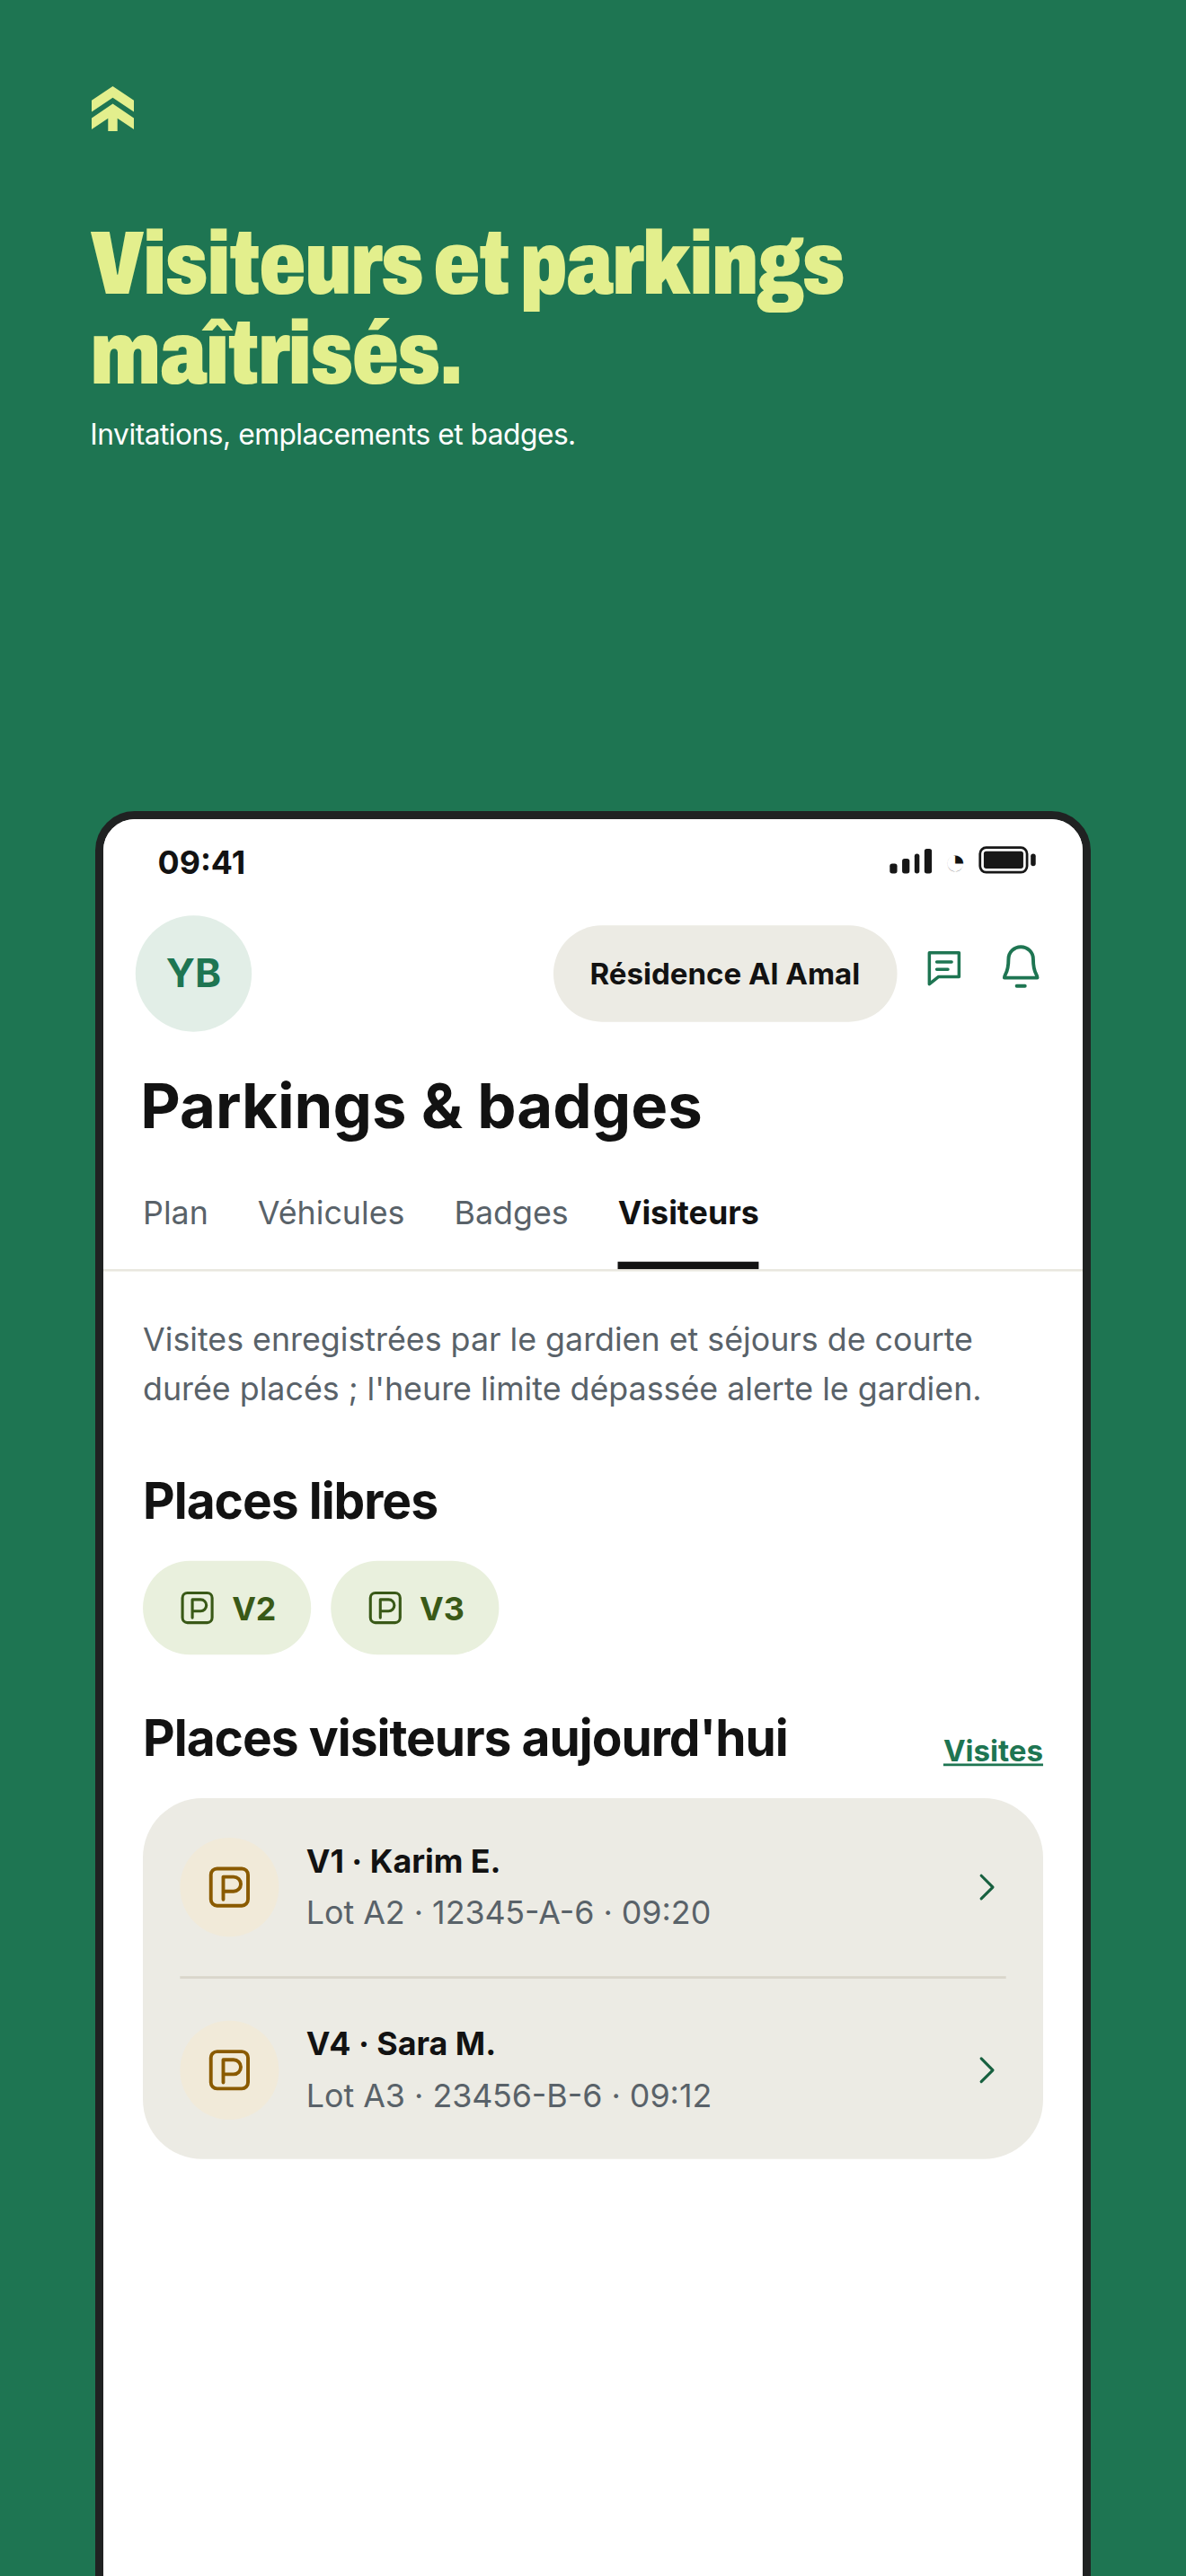 Visiteurs et parkings
maîtrisés.
Invitations, emplacements et badges.
09:41
YB
Résidence Al Amal
Parkings & badges
Plan Véhicules Badges Visiteurs
Visites enregistrées par le gardien et séjours de courte
durée placés ; l'heure limite dépassée alerte le gardien.
Places libres
P V2 P V3
Places visiteurs aujourd'hui Visites
P V1 · Karim E.
Lot A2 · 12345-A-6 · 09:20
P V4 · Sara M.
Lot A3 · 23456-B-6 · 09:12